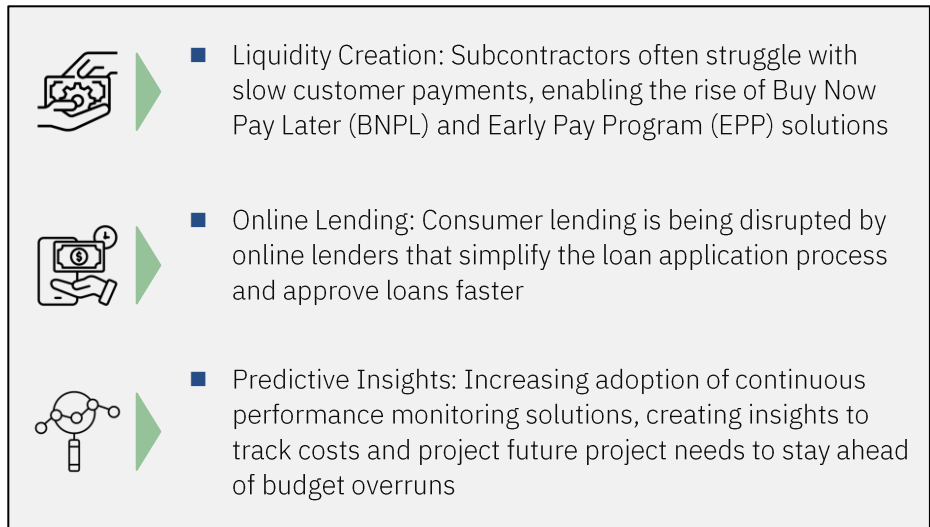 Liquidity Creation: Subcontractors often struggle with
slow customer payments, enabling the rise of Buy Now
Pay Later (BNPL) and Early Pay Program (EPP) solutions
Online Lending: Consumer lending is being disrupted by
online lenders that simplify the loan application process
and approve loans faster
Predictive Insights: Increasing adoption of continuous
performance monitoring solutions, creating insights to
track costs and project future project needs to stay ahead
of budget overruns